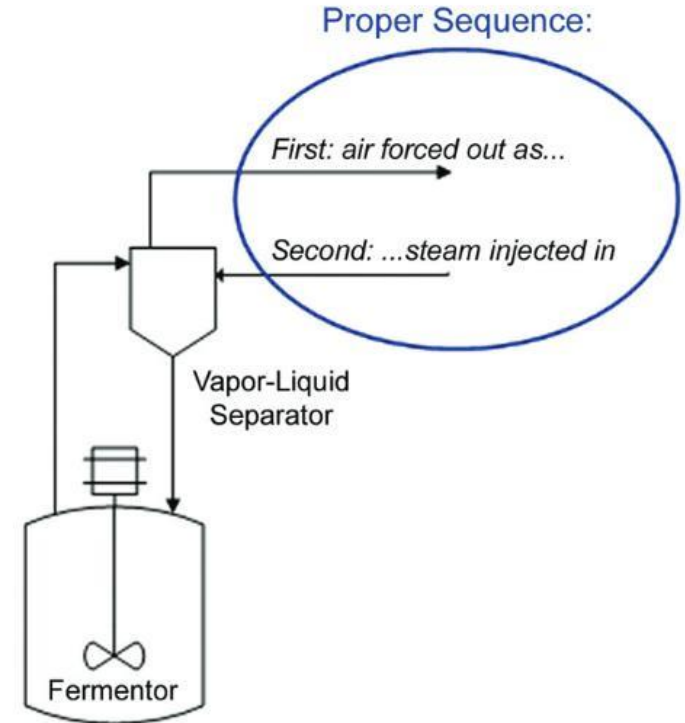 Proper Sequence:
First: air forced out as...
Second: ...steam injected in
Vapor-Liquid
Separator
Fermentor